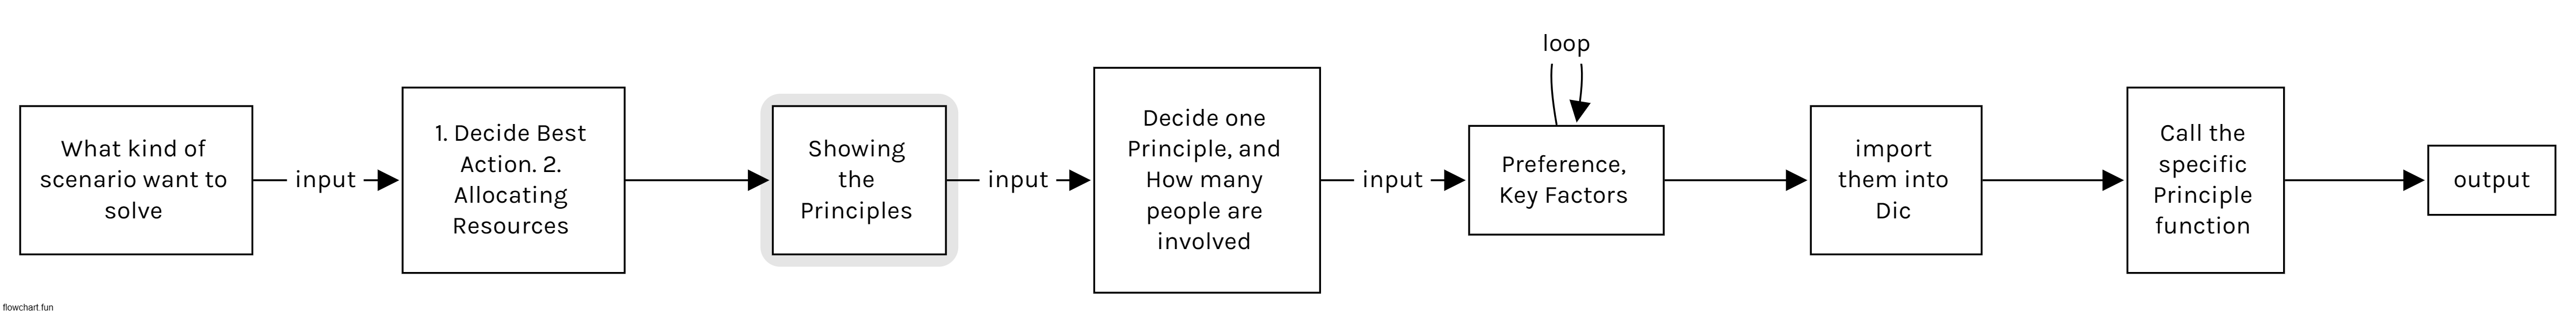 What kind of
scenario want to
solve
input
1. Decide Best
Action. 2.
Allocating
Resources
Showing
the
Principles
input
Decide one
Principle, and
How many
people are
involved
input
loop
Preference,
Key Factors
import
them into
Dic
Call the
specific
Principle
function
output
flowchart.fun